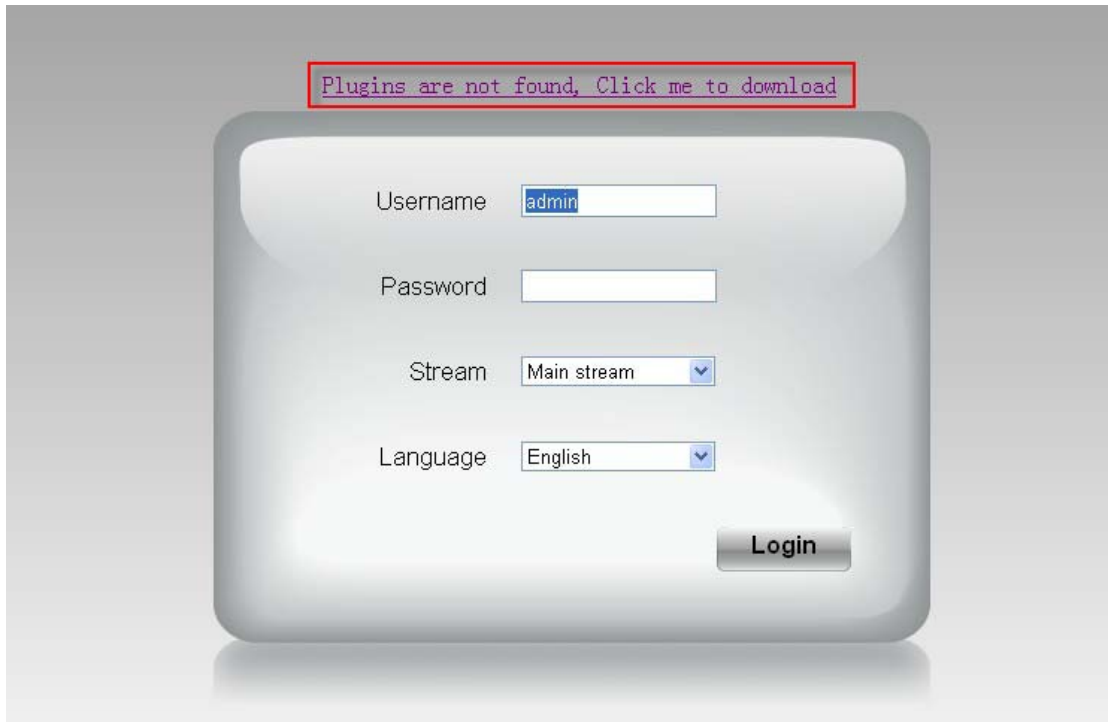 Plugins are not found, Click me to download
Username admin
Password
Stream Main stream
Language English
Login